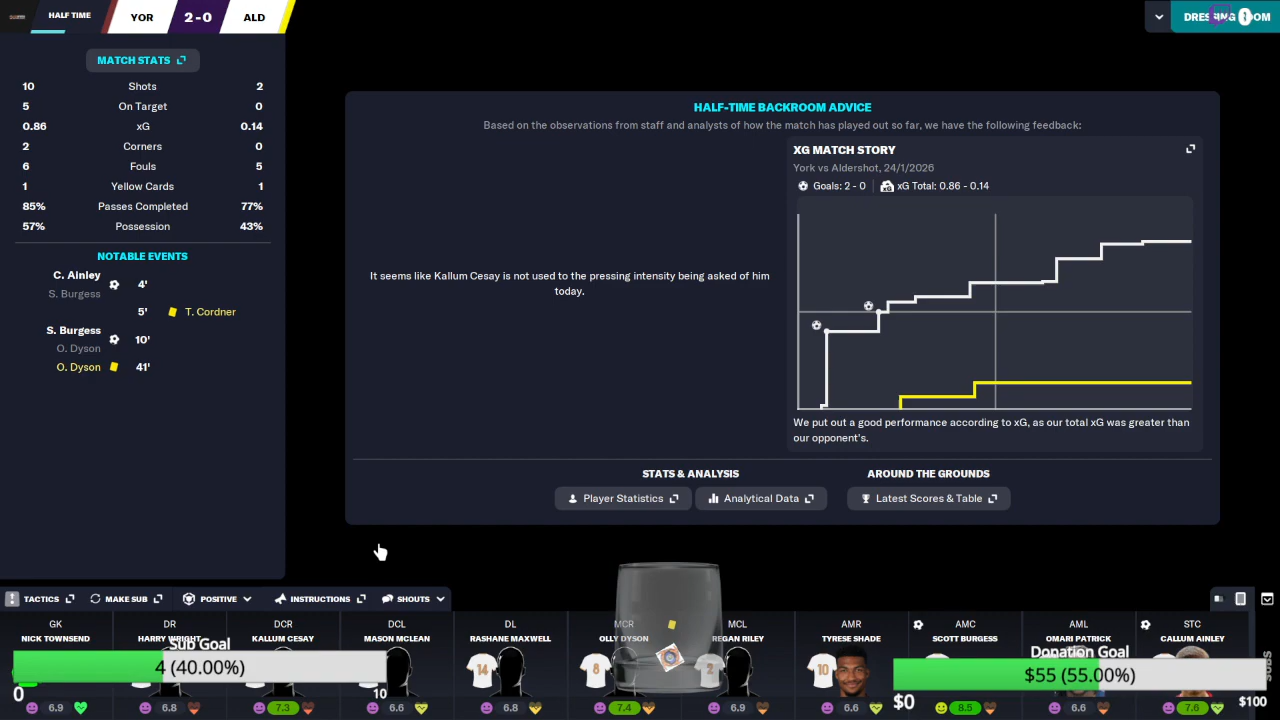 HALF TIME
YOR
2 - 0
ALD
MATCH STATS
10 Shots 2
5 On Target 0
0.86 xG 0.14
2 Corners 0
6 Fouls 5
1 Yellow Cards 1
85% Passes Completed 77%
57% Possession 43%
NOTABLE EVENTS
C. Ainley 4'
S. Burgess
5' T. Cordner
S. Burgess 10'
O. Dyson
O. Dyson 41'
HALF-TIME BACKROOM ADVICE
Based on the observations from staff and analysts of how the match has played out so far, we have the following feedback:
It seems like Kallum Cesay is not used to the pressing intensity being asked of him
today.
XG MATCH STORY
York vs Aldershot, 24/1/2026
Goals: 2 - 0 xG Total: 0.86 - 0.14
We put out a good performance according to xG, as our total xG was greater than
our opponent's.
STATS & ANALYSIS
Player Statistics
Analytical Data
AROUND THE GROUNDS
Latest Scores & Table
TACTICS
MAKE SUB
POSITIVE
INSTRUCTIONS
SHOUTS
GK DR DCR DCL DL MCR MCL AMR AMC AML STC
NICK TOWNSEND HARRY WRIGHT KALLUM CESAY MASON MCLEAN RASHANE MAXWELL OLLY DYSON REGAN RILEY TYRESE SHADE SCOTT BURGESS OMARI PATRICK CALLUM AINLEY
Sub Goal
4 (40.00%)
0
10
14
8
2
10
Donation Goal
$55 (55.00%)
$0
$100
SUBS
6.9 6.8 7.3 6.6 6.8 7.4 6.9 6.6 8.5 6.6 7.6